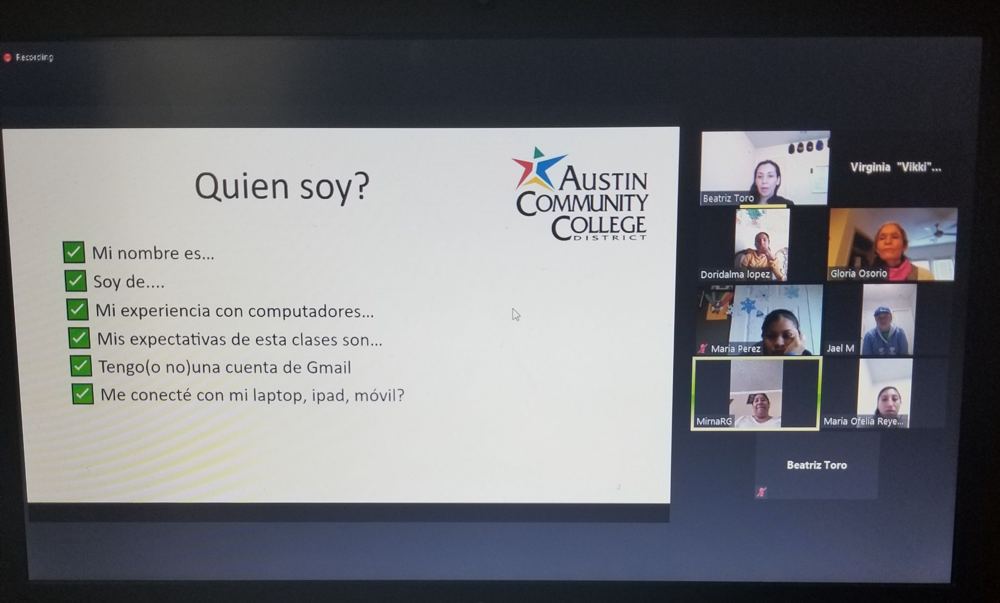 Recording
Quien soy?
AUSTIN
COMMUNITY
COLLEGE
DISTRICT
Mi nombre es...
Soy de....
Mi experiencia con computadores...
Mis expectativas de esta clases son...
Tengo(o no)una cuenta de Gmail
Me conecté con mi laptop, ipad, móvil?
2
Beatriz Toro
Virginia "Vikki"...
Doridalma lopez
Gloria Osorio
Maria Perez
Jael M
MirnaRG
Maria Ofelia Reye...
Beatriz Toro